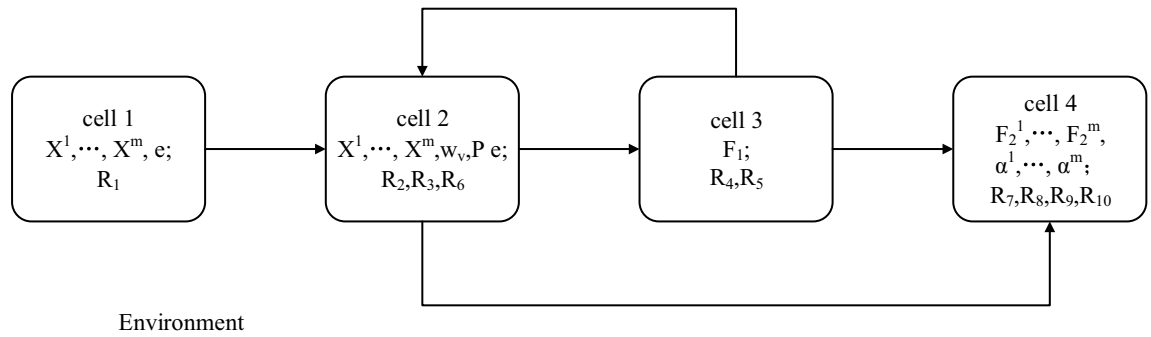 cell 1
X¹,⋯, Xᵐ, e;
R₁
cell 2
X¹,⋯, Xᵐ,wᵥ,P e;
R₂,R₃,R₆
cell 3
F₁;
R₄,R₅
cell 4
F₂¹,⋯, F₂ᵐ,
α¹,⋯, αᵐ;
R₇,R₈,R₉,R₁₀
Environment